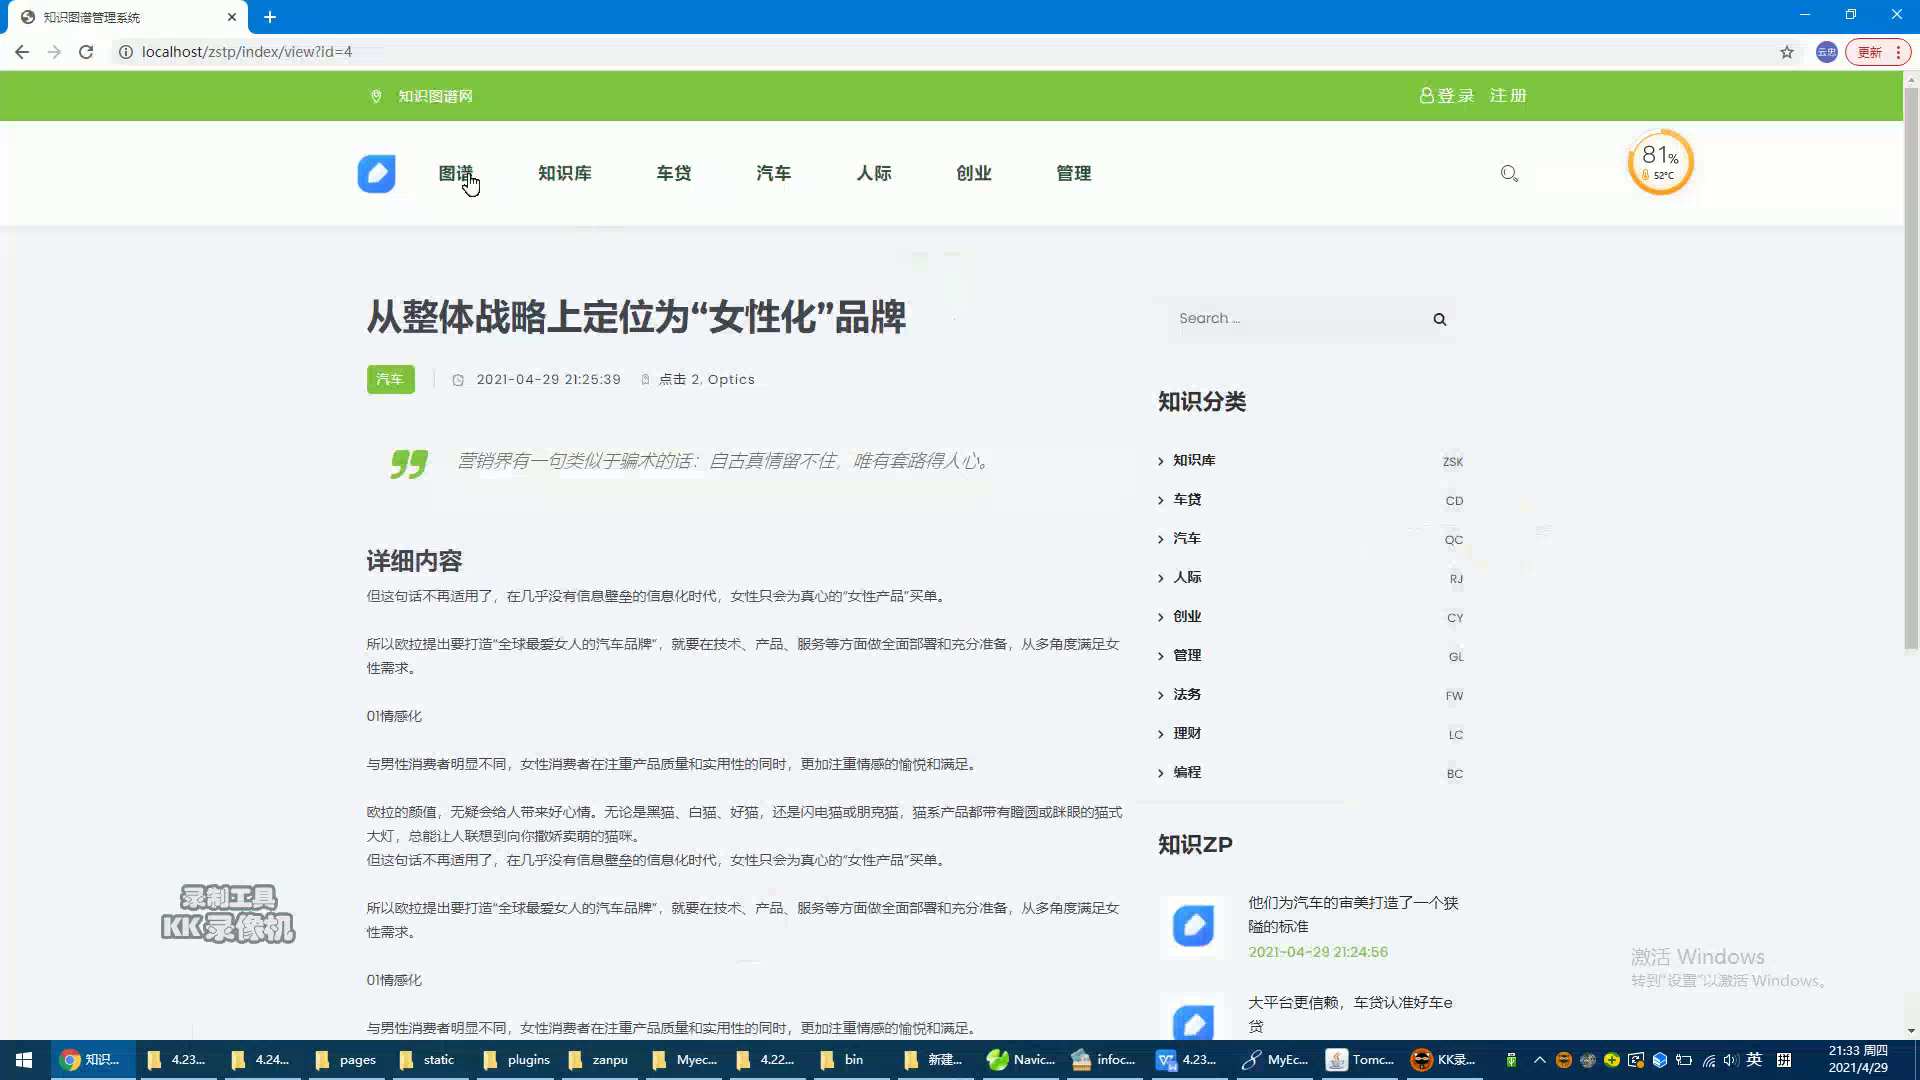 知识图谱管理系统
localhost/zstp/index/view?id=4
云忠
更新
知识图谱网
登录 注册
图谱 知识库 车贷 汽车 人际 创业 管理
81%
52°C
从整体战略上定位为“女性化”品牌
Search ...
汽车 2021-04-29 21:25:39 点击 2, Optics
知识分类
营销界有一句类似于骗术的话：自古真情留不住，唯有套路得人心。
知识库 ZSK
车贷 CD
汽车 QC
人际 RJ
创业 CY
管理 GL
法务 FW
理财 LC
编程 BC
详细内容
但这句话不再适用了，在几乎没有信息壁垒的信息化时代，女性只会为真心的“女性产品”买单。
所以欧拉提出要打造“全球最爱女人的汽车品牌”，就要在技术、产品、服务等方面做全面部署和充分准备，从多角度满足女
性需求。
01情感化
与男性消费者明显不同，女性消费者在注重产品质量和实用性的同时，更加注重情感的愉悦和满足。
欧拉的颜值，无疑会给人带来好心情。无论是黑猫、白猫、好猫，还是闪电猫或朋克猫，猫系产品都带有瞪圆或眯眼的猫式
大灯，总能让人联想到向你撒娇卖萌的猫咪。
但这句话不再适用了，在几乎没有信息壁垒的信息化时代，女性只会为真心的“女性产品”买单。
所以欧拉提出要打造“全球最爱女人的汽车品牌”，就要在技术、产品、服务等方面做全面部署和充分准备，从多角度满足女
性需求。
01情感化
与男性消费者明显不同，女性消费者在注重产品质量和实用性的同时，更加注重情感的愉悦和满足。
知识ZP
他们为汽车的审美打造了一个狭
隘的标准
2021-04-29 21:24:56
大平台更信赖，车贷认准好车e
贷
录制工具
KK录像机
激活 Windows
转到“设置”以激活 Windows。
知识... 4.23... 4.24... pages static plugins zanpu Myec... 4.22... bin 新建... Navic... infoc... 4.23... MyEc... Tomc... KK录... 英 拼
21:33 周四
2021/4/29